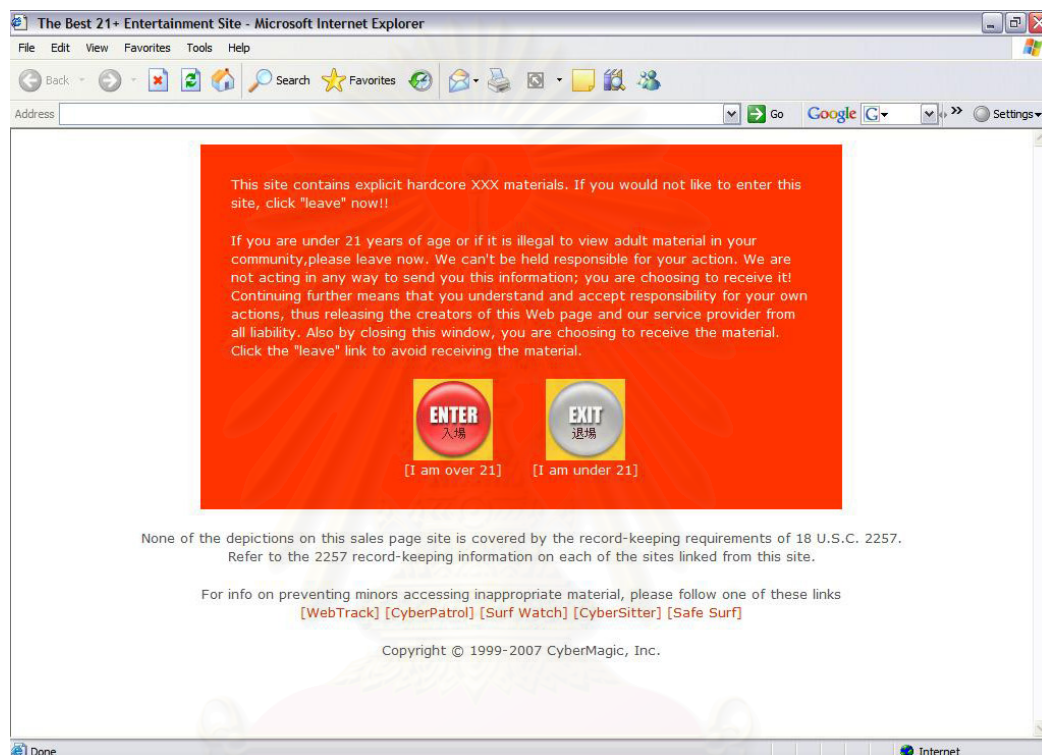 The Best 21+ Entertainment Site - Microsoft Internet Explorer
File Edit View Favorites Tools Help
Back Search Favorites
Address Go Google G Settings
This site contains explicit hardcore XXX materials. If you would not like to enter this
site, click "leave" now!!
If you are under 21 years of age or if it is illegal to view adult material in your
community,please leave now. We can't be held responsible for your action. We are
not acting in any way to send you this information; you are choosing to receive it!
Continuing further means that you understand and accept responsibility for your own
actions, thus releasing the creators of this Web page and our service provider from
all liability. Also by closing this window, you are choosing to receive the material.
Click the "leave" link to avoid receiving the material.
ENTER EXIT
入場 退場
[I am over 21] [I am under 21]
None of the depictions on this sales page site is covered by the record-keeping requirements of 18 U.S.C. 2257.
Refer to the 2257 record-keeping information on each of the sites linked from this site.
For info on preventing minors accessing inappropriate material, please follow one of these links
[WebTrack] [CyberPatrol] [Surf Watch] [CyberSitter] [Safe Surf]
Copyright © 1999-2007 CyberMagic, Inc.
Done Internet